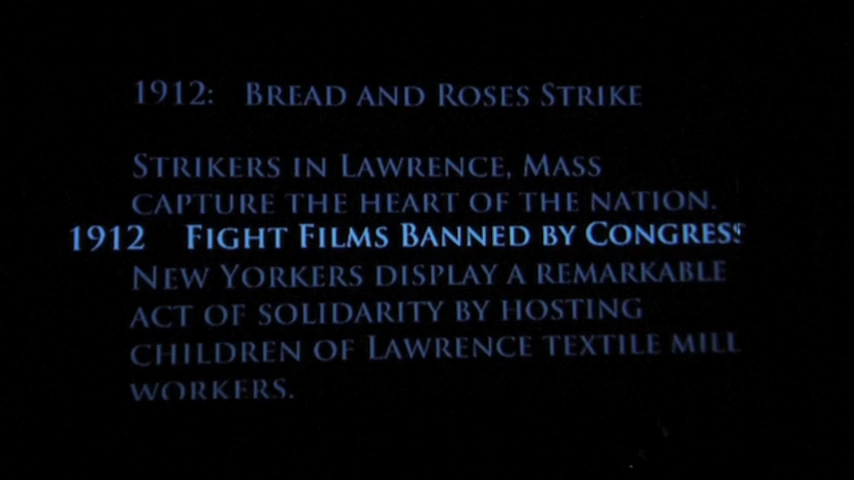 1912: BREAD AND ROSES STRIKE
STRIKERS IN LAWRENCE, MASS
CAPTURE THE HEART OF THE NATION.
1912 FIGHT FILMS BANNED BY CONGRESS
NEW YORKERS DISPLAY A REMARKABLE
ACT OF SOLIDARITY BY HOSTING
CHILDREN OF LAWRENCE TEXTILE MILL
WORKERS.